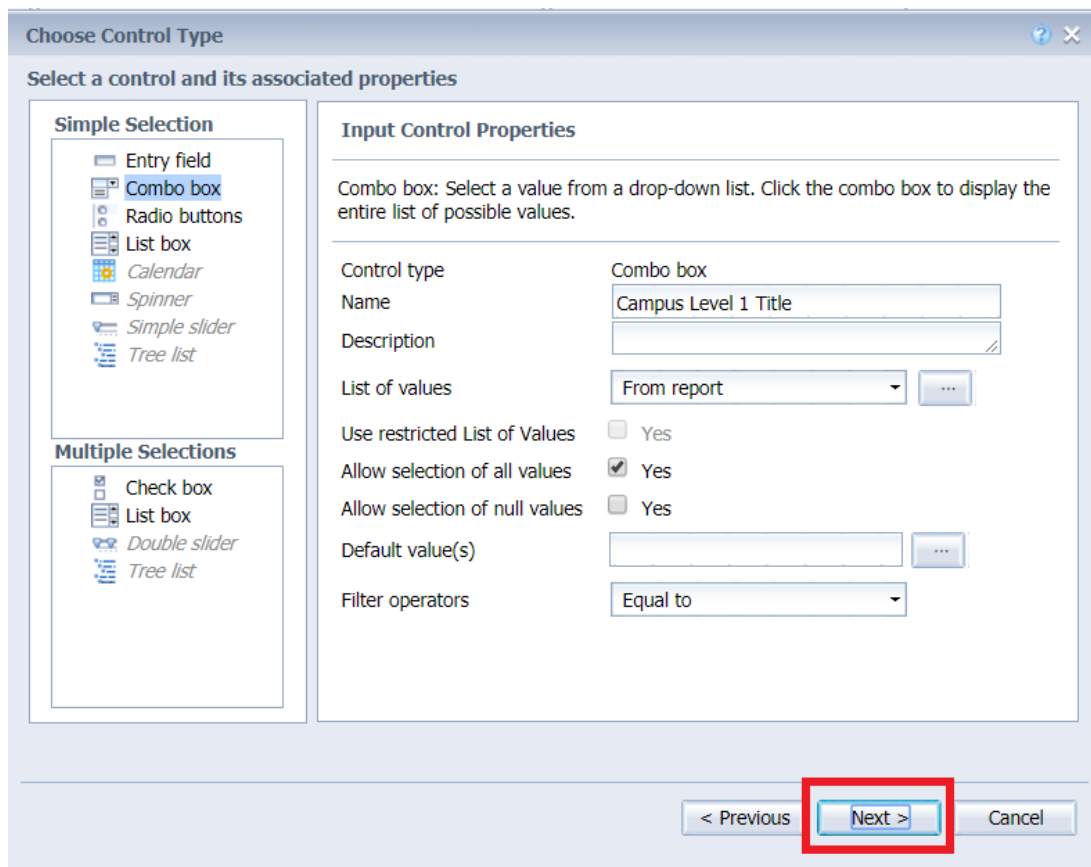 Choose Control Type
Select a control and its associated properties
Simple Selection
Entry field
Combo box
Radio buttons
List box
Calendar
Spinner
Simple slider
Tree list
Multiple Selections
Check box
List box
Double slider
Tree list
Input Control Properties
Combo box: Select a value from a drop-down list. Click the combo box to display the
entire list of possible values.
Control type Combo box
Name Campus Level 1 Title
Description
List of values From report ...
Use restricted List of Values Yes
Allow selection of all values Yes
Allow selection of null values Yes
Default value(s) ...
Filter operators Equal to
< Previous Next > Cancel